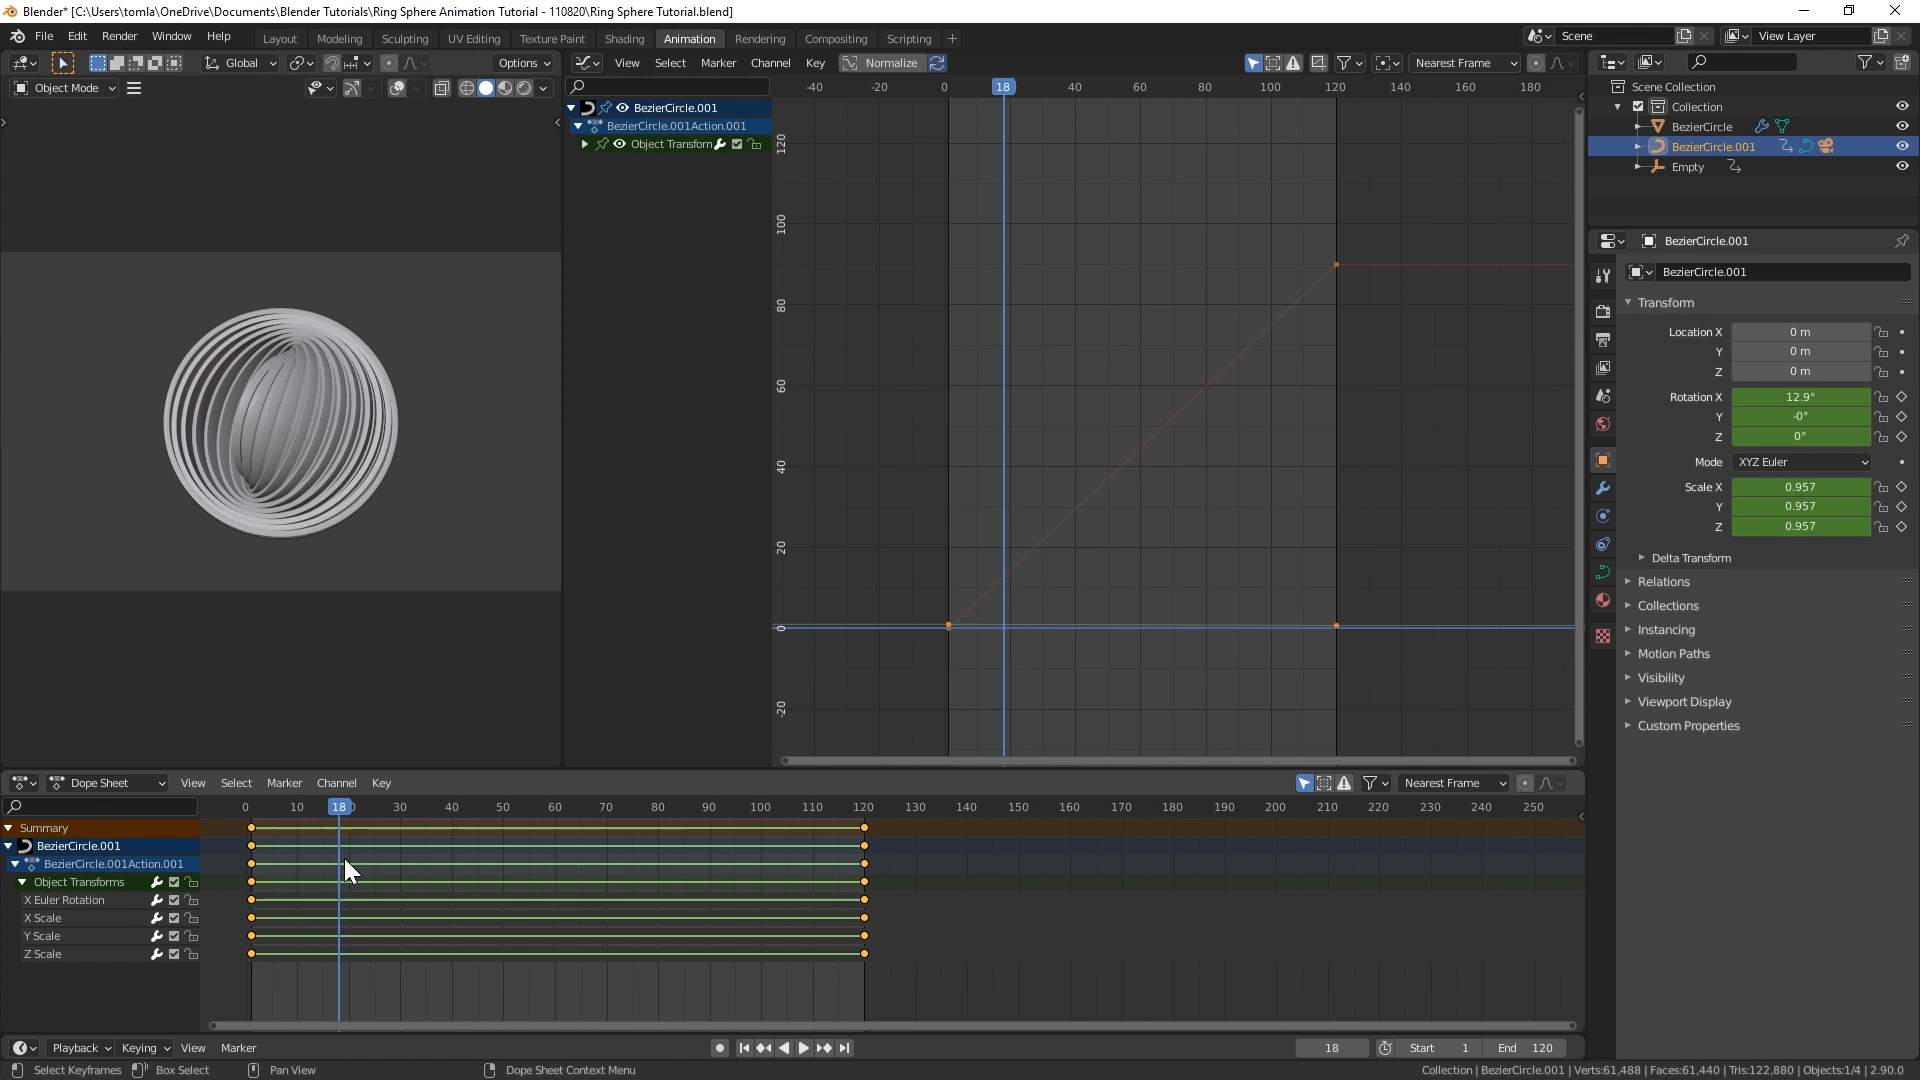 Blender* [C:\Users\tomla\OneDrive\Documents\Blender Tutorials\Ring Sphere Animation Tutorial - 110820\Ring Sphere Tutorial.blend]
File Edit Render Window Help Layout Modeling Sculpting UV Editing Texture Paint Shading Animation Rendering Compositing Scripting + Scene View Layer
Global Options View Select Marker Channel Key Normalize Nearest Frame
Object Mode -40 -20 0 18 40 60 80 100 120 140 160 180 Scene Collection
BezierCircle.001 Collection
BezierCircle.001Action.001 BezierCircle
Object Transform BezierCircle.001
Empty
120
100
80
60
40
20
0
-20
BezierCircle.001
BezierCircle.001
Transform
Location X 0 m
Y 0 m
Z 0 m
Rotation X 12.9°
Y -0°
Z 0°
Mode XYZ Euler
Scale X 0.957
Y 0.957
Z 0.957
Delta Transform
Relations
Collections
Instancing
Motion Paths
Visibility
Viewport Display
Custom Properties
Dope Sheet View Select Marker Channel Key Nearest Frame
0 10 18 30 40 50 60 70 80 90 100 110 120 130 140 150 160 170 180 190 200 210 220 230 240 250
Summary
BezierCircle.001
BezierCircle.001Action.001
Object Transforms
X Euler Rotation
X Scale
Y Scale
Z Scale
Playback Keying View Marker 18 Start 1 End 120
Select Keyframes Box Select Pan View Dope Sheet Context Menu Collection | BezierCircle.001 | Verts:61,488 | Faces:61,440 | Tris:122,880 | Objects:1/4 | 2.90.0